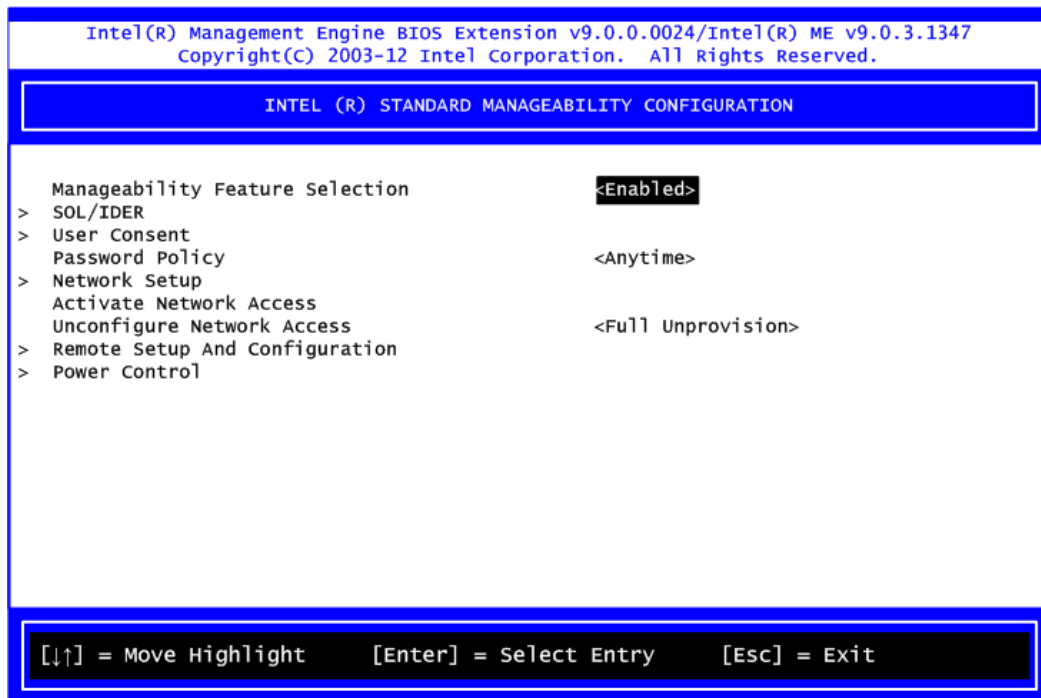 Intel(R) Management Engine BIOS Extension v9.0.0.0024/Intel(R) ME v9.0.3.1347
Copyright(C) 2003-12 Intel Corporation. All Rights Reserved.
INTEL (R) STANDARD MANAGEABILITY CONFIGURATION
Manageability Feature Selection <Enabled>
> SOL/IDER
> User Consent
Password Policy <Anytime>
> Network Setup
Activate Network Access
Unconfigure Network Access <Full Unprovision>
> Remote Setup And Configuration
> Power Control
[↓↑] = Move Highlight [Enter] = Select Entry [Esc] = Exit